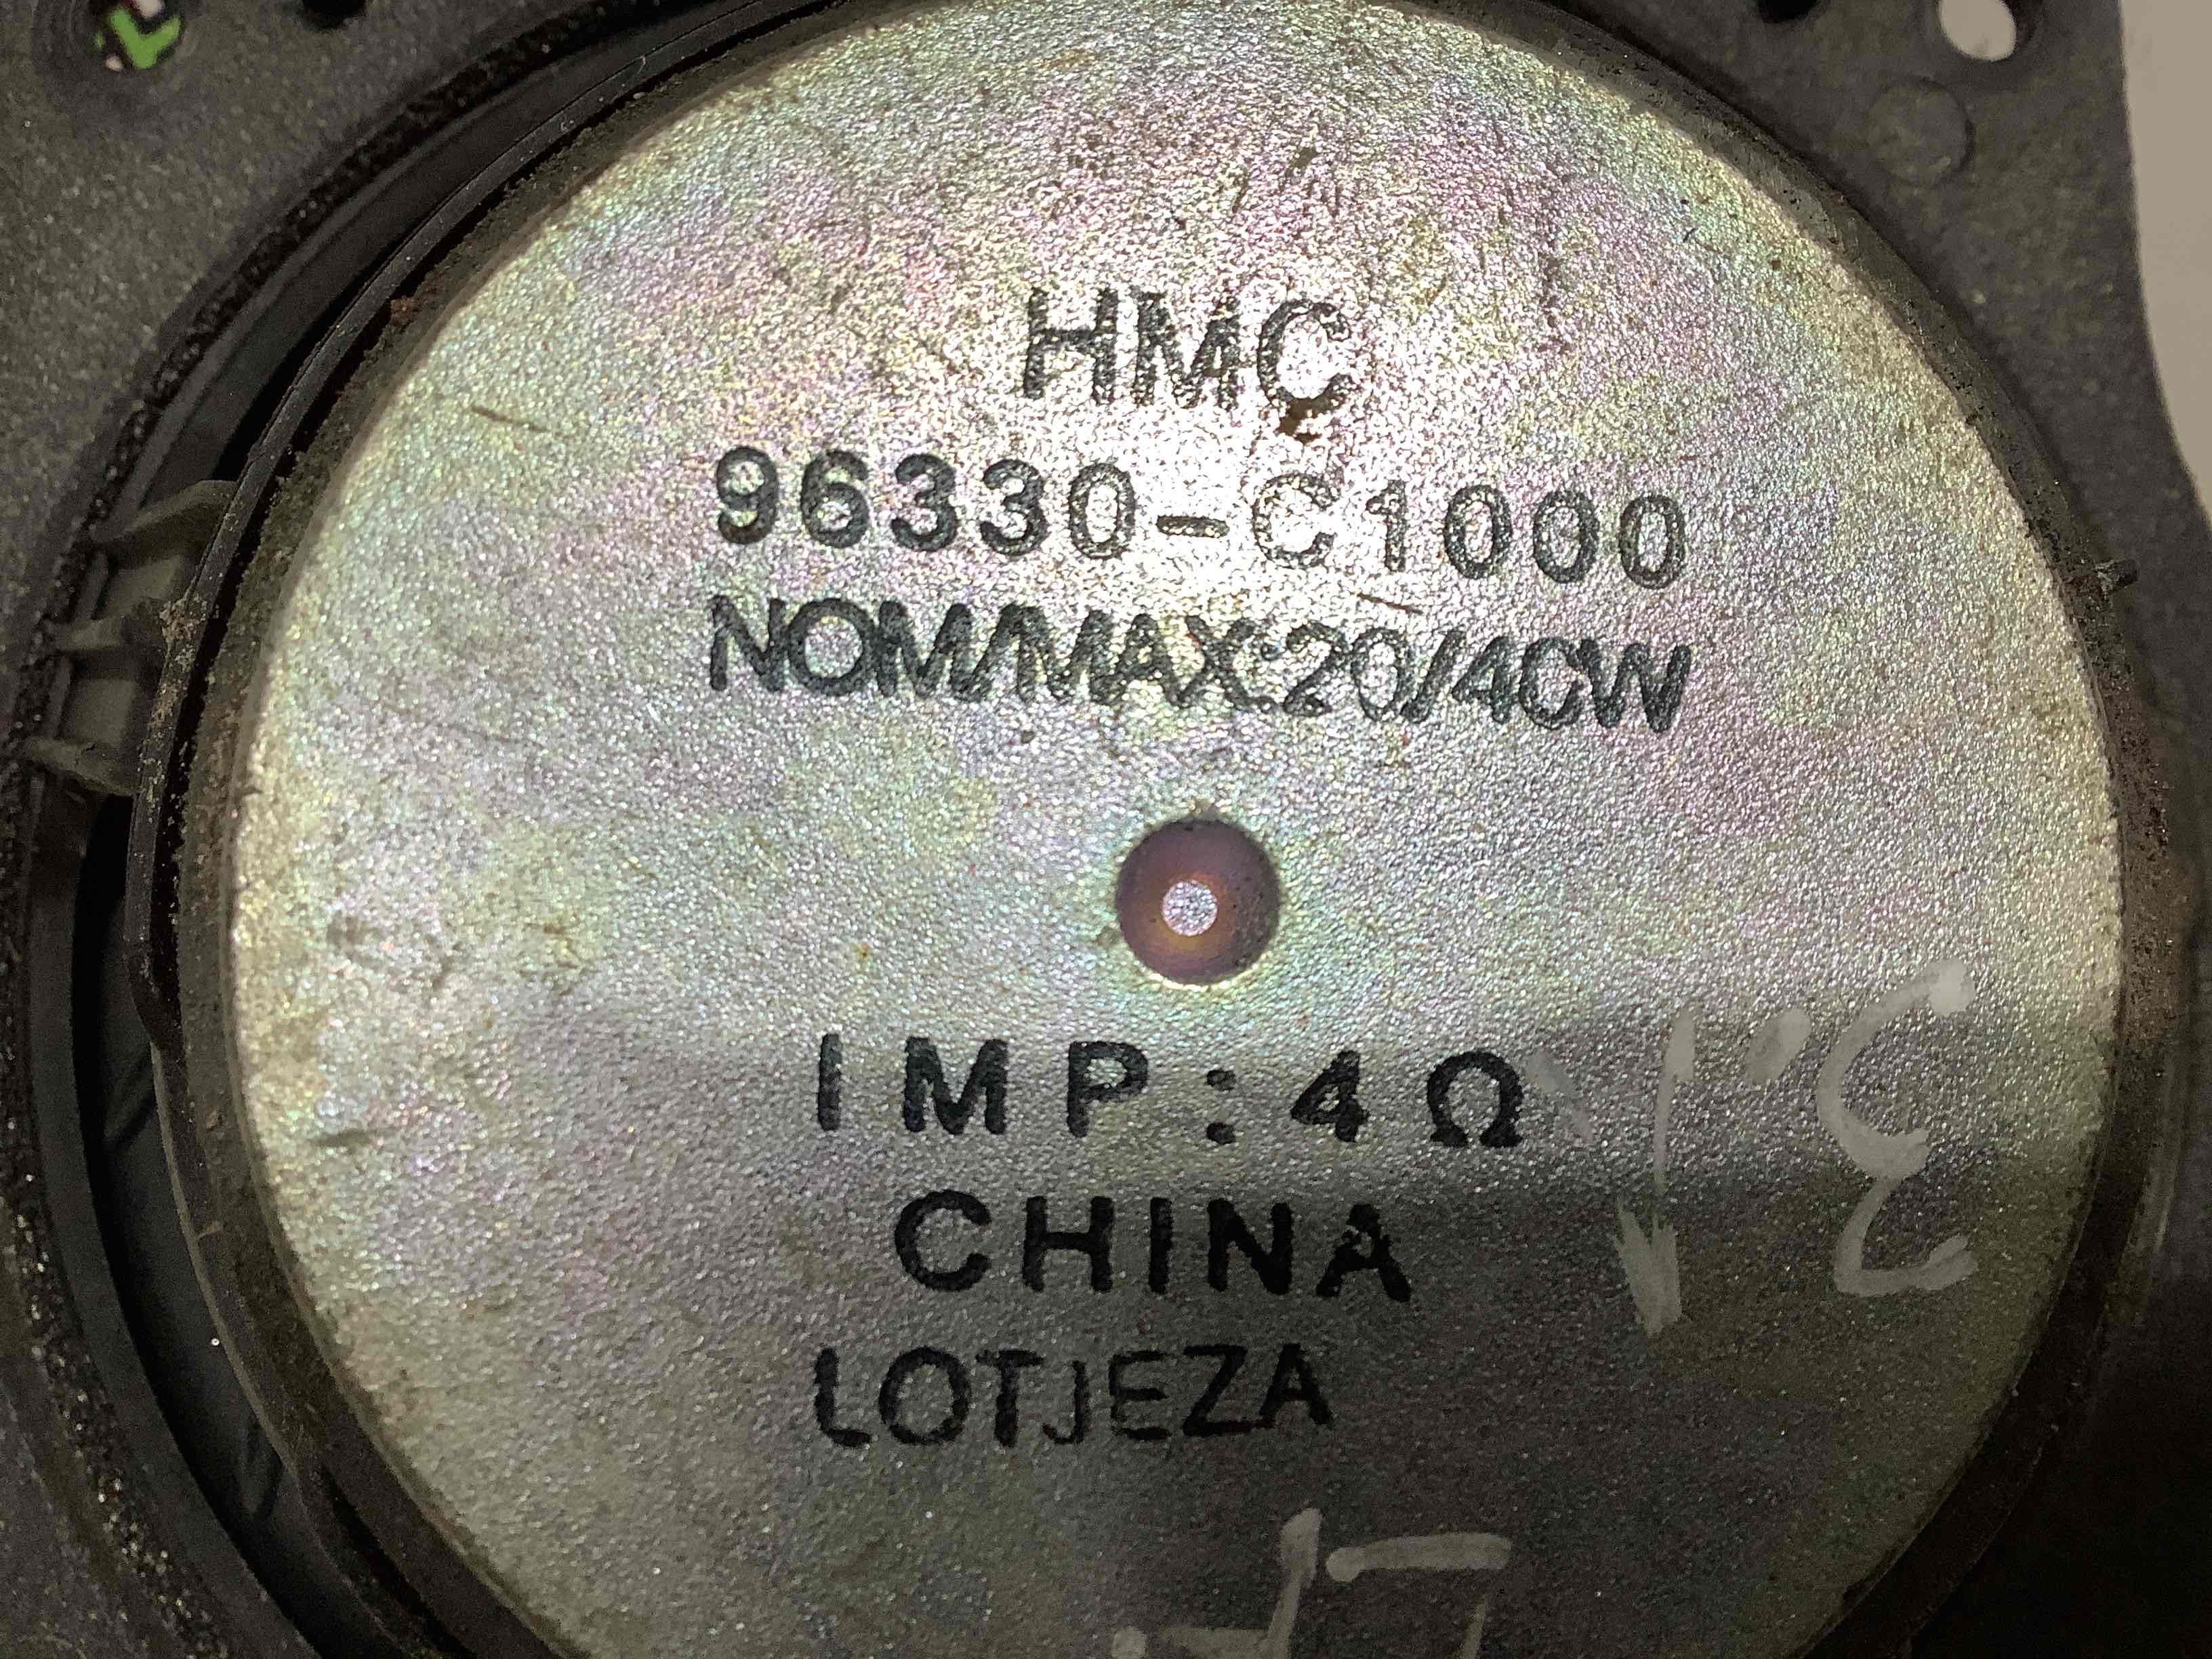 HMC
96330-C1000
NOM/MAX:20/40W
IMP:4Ω
CHINA
LOTJEZA